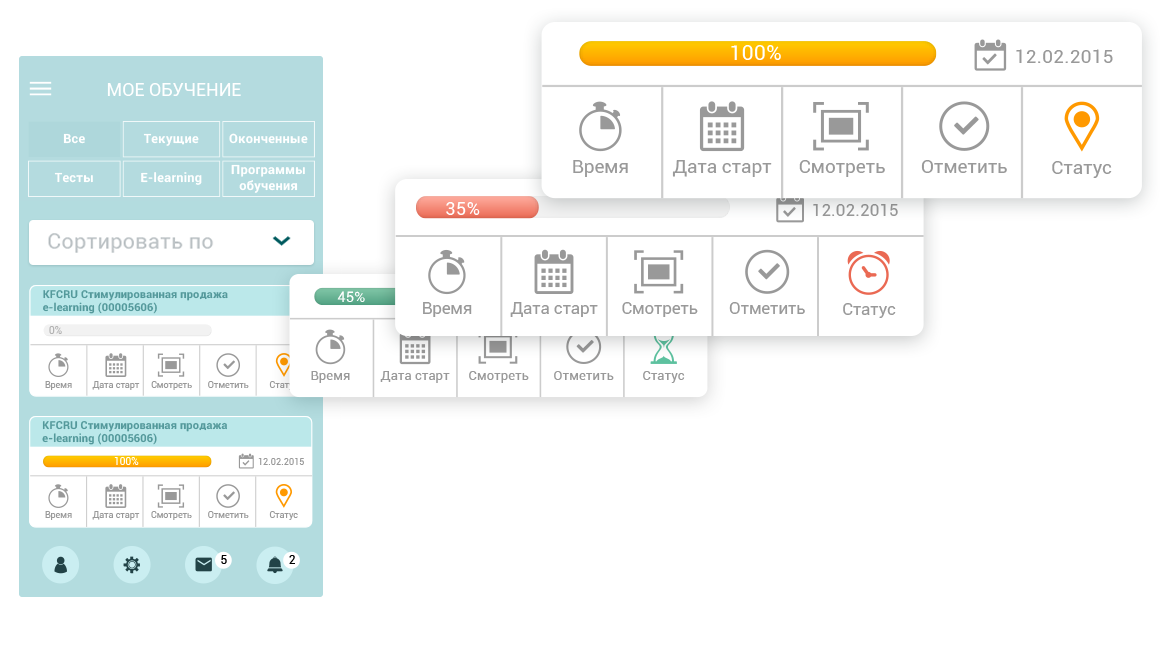 МОЕ ОБУЧЕНИЕ
Все
Текущие
Оконченные
Тесты
E-learning
Программы
обучения
Сортировать по
KFCRU Стимулированная продажа
e-learning (00005606)
0%
Время
Дата старт
Смотреть
Отметить
Стат
KFCRU Стимулированная продажа
e-learning (00005606)
100%
12.02.2015
Время
Дата старт
Смотреть
Отметить
Статус
5
2
45%
Время
Дата старт
Смотреть
Отметить
Статус
35%
12.02.2015
Время
Дата старт
Смотреть
Отметить
Статус
100%
12.02.2015
Время
Дата старт
Смотреть
Отметить
Статус